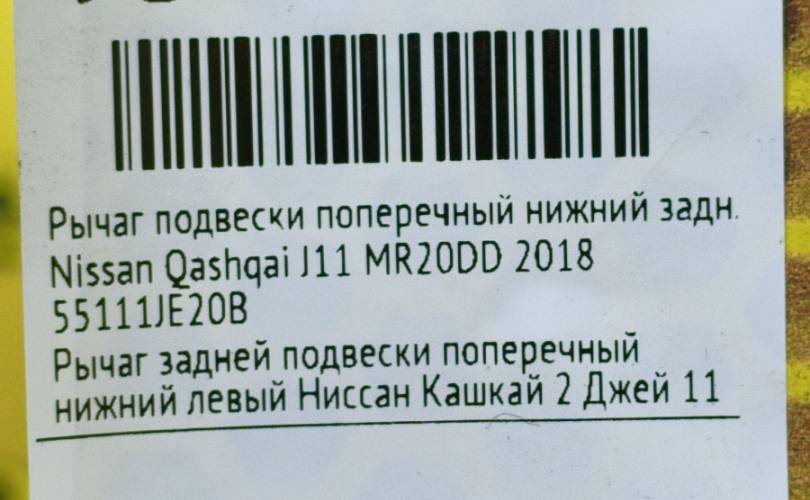 Рычаг подвески поперечный нижний задн.
Nissan Qashqai J11 MR20DD 2018
55111JE20B
Рычаг задней подвески поперечный
нижний левый Ниссан Кашкай 2 Джей 11